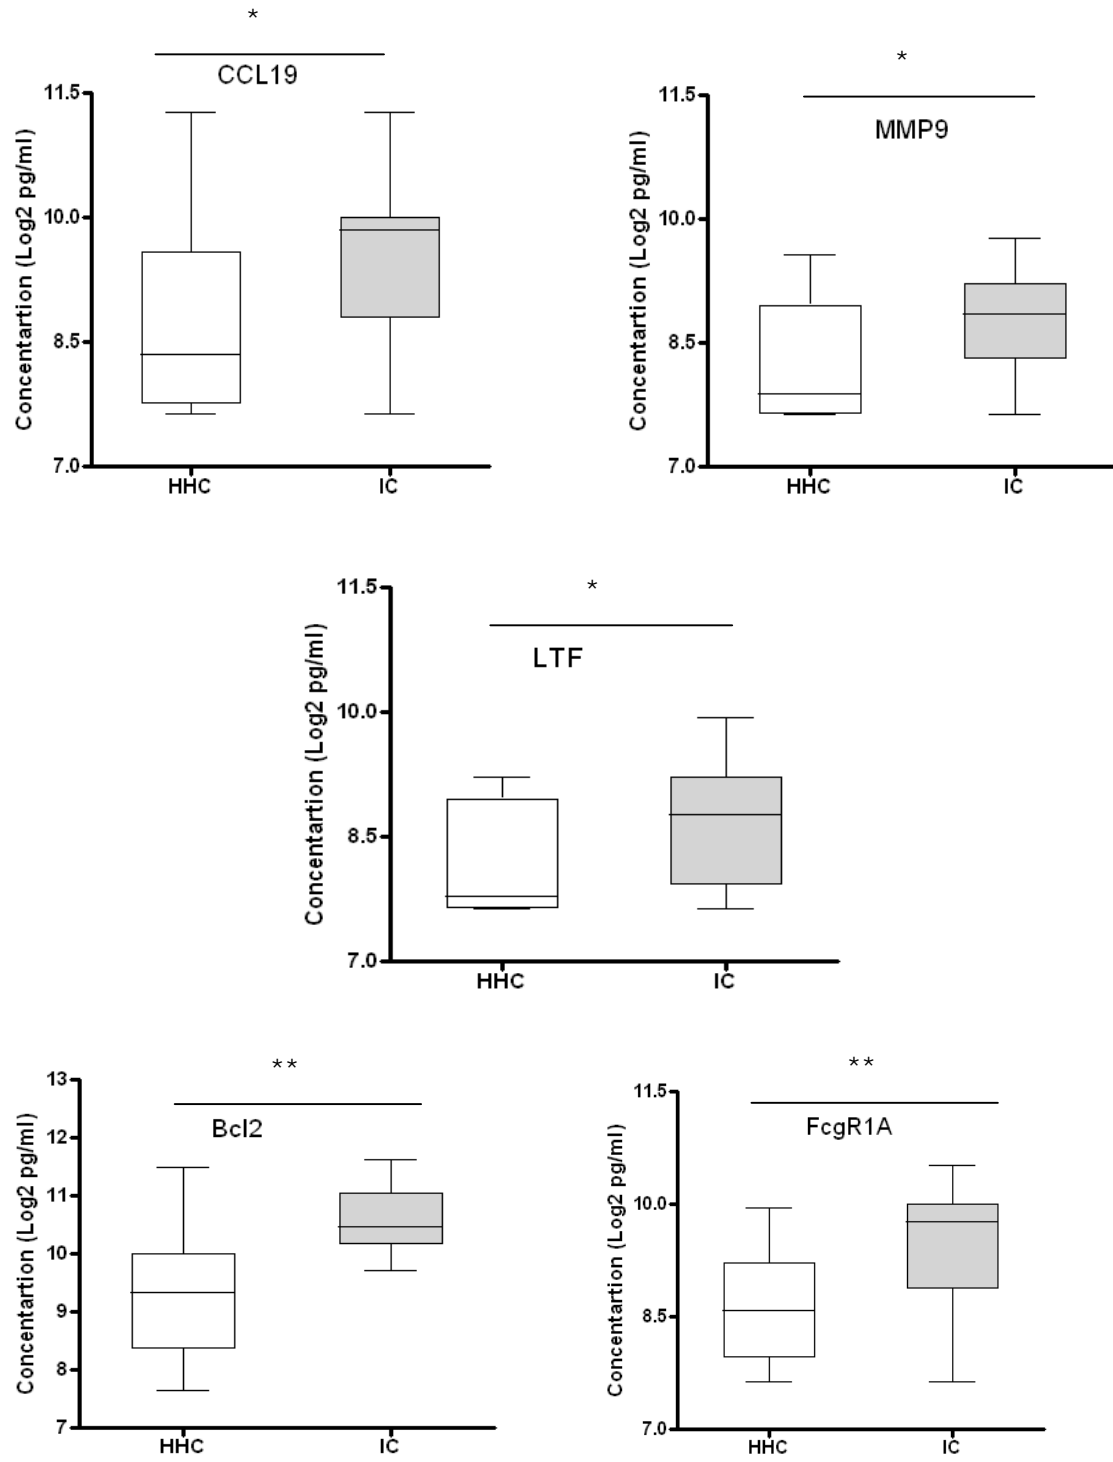 *
CCL19
Concentartion (Log2 pg/ml)
11.5
10.0
8.5
7.0
HHC IC
*
MMP9
Concentartion (Log2 pg/ml)
11.5
10.0
8.5
7.0
HHC IC
*
LTF
Concentartion (Log2 pg/ml)
11.5
10.0
8.5
7.0
HHC IC
**
Bcl2
Concentartion (Log2 pg/ml)
13
12
11
10
9
8
7
HHC IC
**
FcgR1A
Concentartion (Log2 pg/ml)
11.5
10.0
8.5
7.0
HHC IC